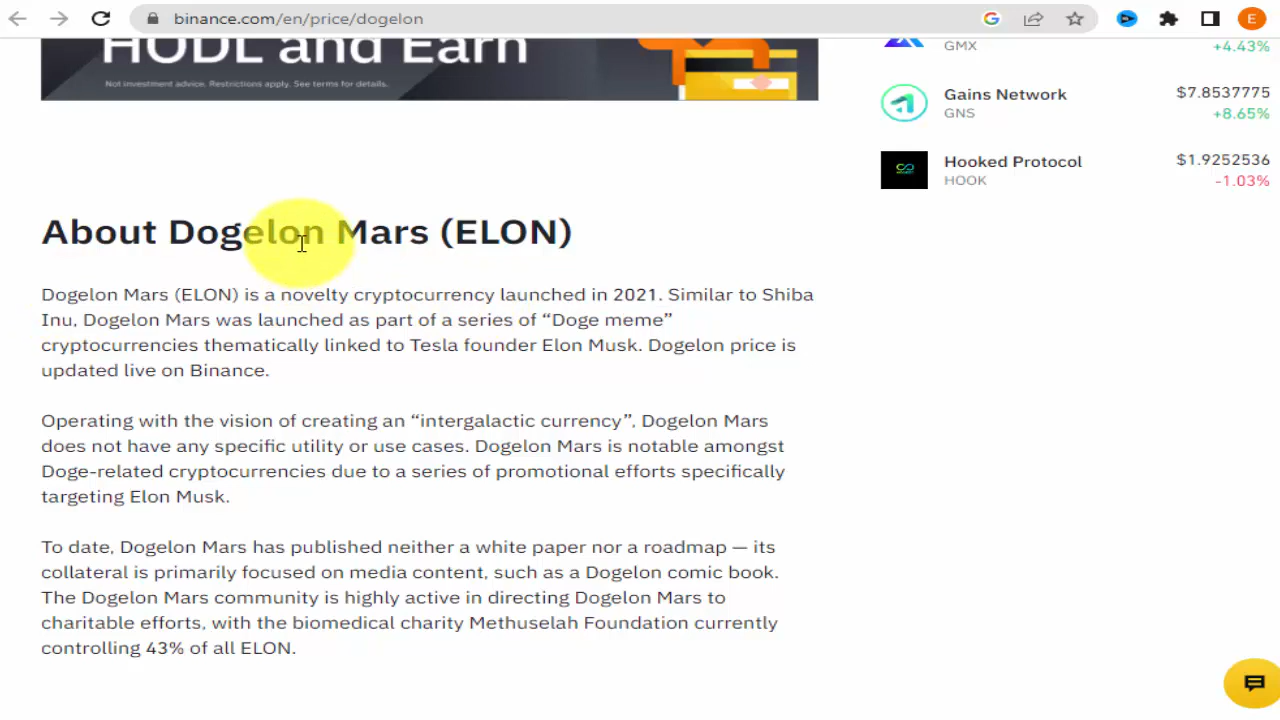 binance.com/en/price/dogelon
E
HODL and Earn
Not investment advice. Restrictions apply. See terms for details.
GMX
+4.43%
Gains Network
$7.8537775
GNS
+8.65%
Hooked Protocol
$1.9252536
HOOK
-1.03%
About Dogelon Mars (ELON)
Dogelon Mars (ELON) is a novelty cryptocurrency launched in 2021. Similar to Shiba
Inu, Dogelon Mars was launched as part of a series of “Doge meme”
cryptocurrencies thematically linked to Tesla founder Elon Musk. Dogelon price is
updated live on Binance.
Operating with the vision of creating an “intergalactic currency”, Dogelon Mars
does not have any specific utility or use cases. Dogelon Mars is notable amongst
Doge-related cryptocurrencies due to a series of promotional efforts specifically
targeting Elon Musk.
To date, Dogelon Mars has published neither a white paper nor a roadmap — its
collateral is primarily focused on media content, such as a Dogelon comic book.
The Dogelon Mars community is highly active in directing Dogelon Mars to
charitable efforts, with the biomedical charity Methuselah Foundation currently
controlling 43% of all ELON.